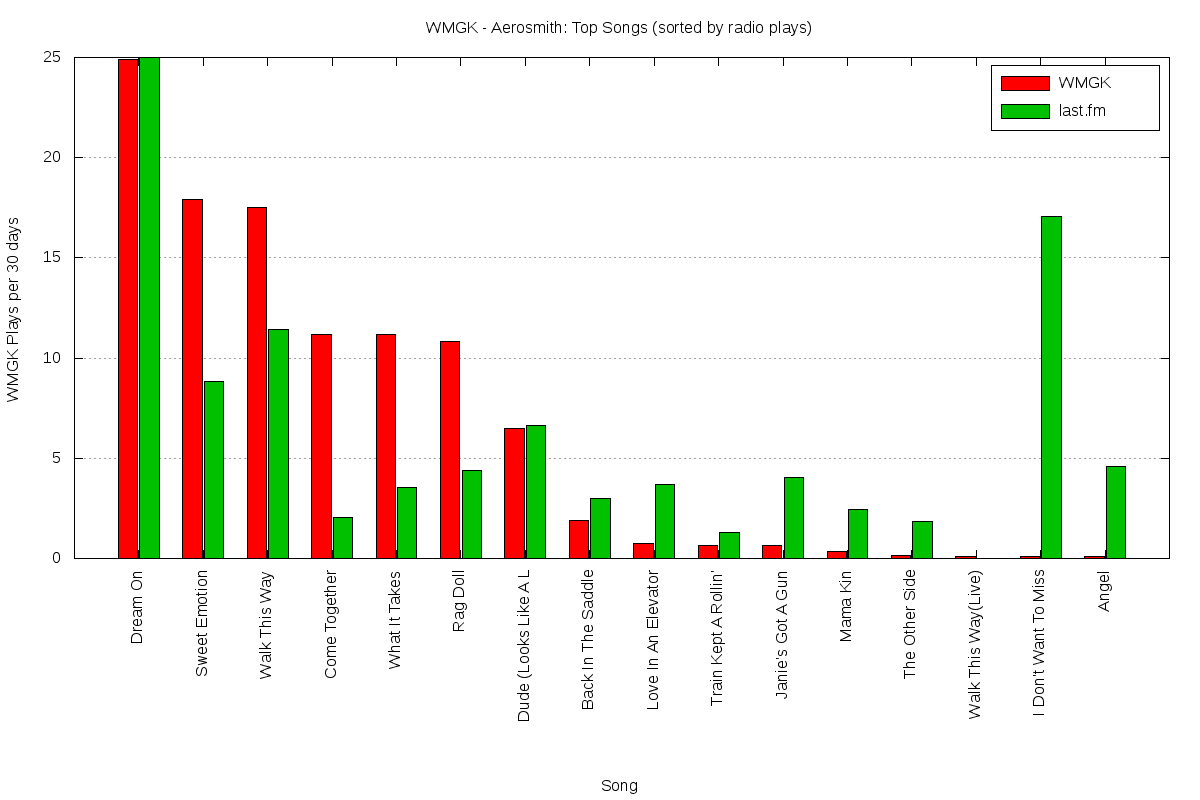 WMGK - Aerosmith: Top Songs (sorted by radio plays)
WMGK
last.fm
WMGK Plays per 30 days
25
20
15
10
5
0
Dream On
Sweet Emotion
Walk This Way
Come Together
What It Takes
Rag Doll
Dude (Looks Like A L
Back In The Saddle
Love In An Elevator
Train Kept A Rollin'
Janie's Got A Gun
Mama Kin
The Other Side
Walk This Way(Live)
I Don't Want To Miss
Angel
Song